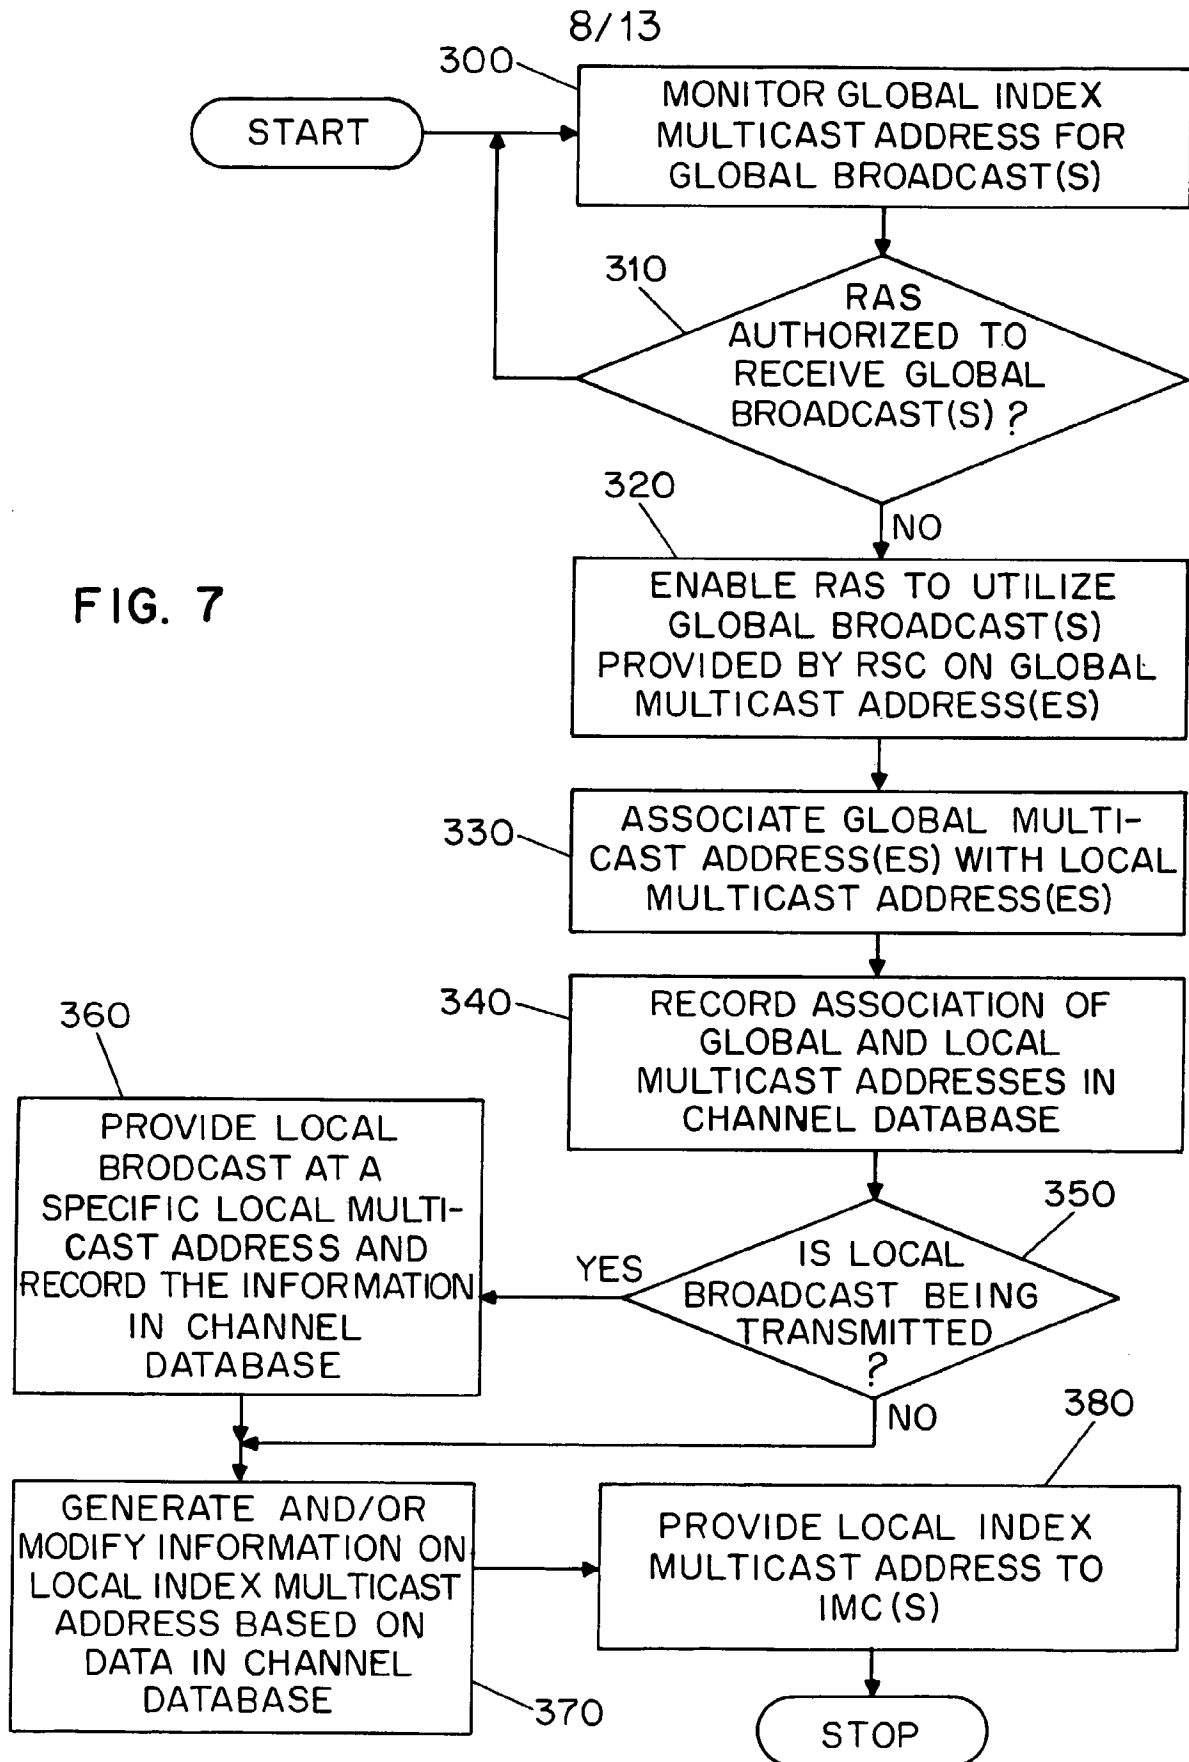 8/13
300
START
MONITOR GLOBAL INDEX
MULTICAST ADDRESS FOR
GLOBAL BROADCAST(S)
310
RAS
AUTHORIZED TO
RECEIVE GLOBAL
BROADCAST(S) ?
NO
320
FIG. 7
ENABLE RAS TO UTILIZE
GLOBAL BROADCAST(S)
PROVIDED BY RSC ON GLOBAL
MULTICAST ADDRESS(ES)
330
ASSOCIATE GLOBAL MULTI-
CAST ADDRESS(ES) WITH LOCAL
MULTICAST ADDRESS(ES)
340
RECORD ASSOCIATION OF
GLOBAL AND LOCAL
MULTICAST ADDRESSES IN
CHANNEL DATABASE
350
IS LOCAL
BROADCAST BEING
TRANSMITTED
?
YES
NO
360
PROVIDE LOCAL
BRODCAST AT A
SPECIFIC LOCAL MULTI-
CAST ADDRESS AND
RECORD THE INFORMATION
IN CHANNEL
DATABASE
GENERATE AND/OR
MODIFY INFORMATION ON
LOCAL INDEX MULTICAST
ADDRESS BASED ON
DATA IN CHANNEL
DATABASE
370
380
PROVIDE LOCAL INDEX
MULTICAST ADDRESS TO
IMC(S)
STOP